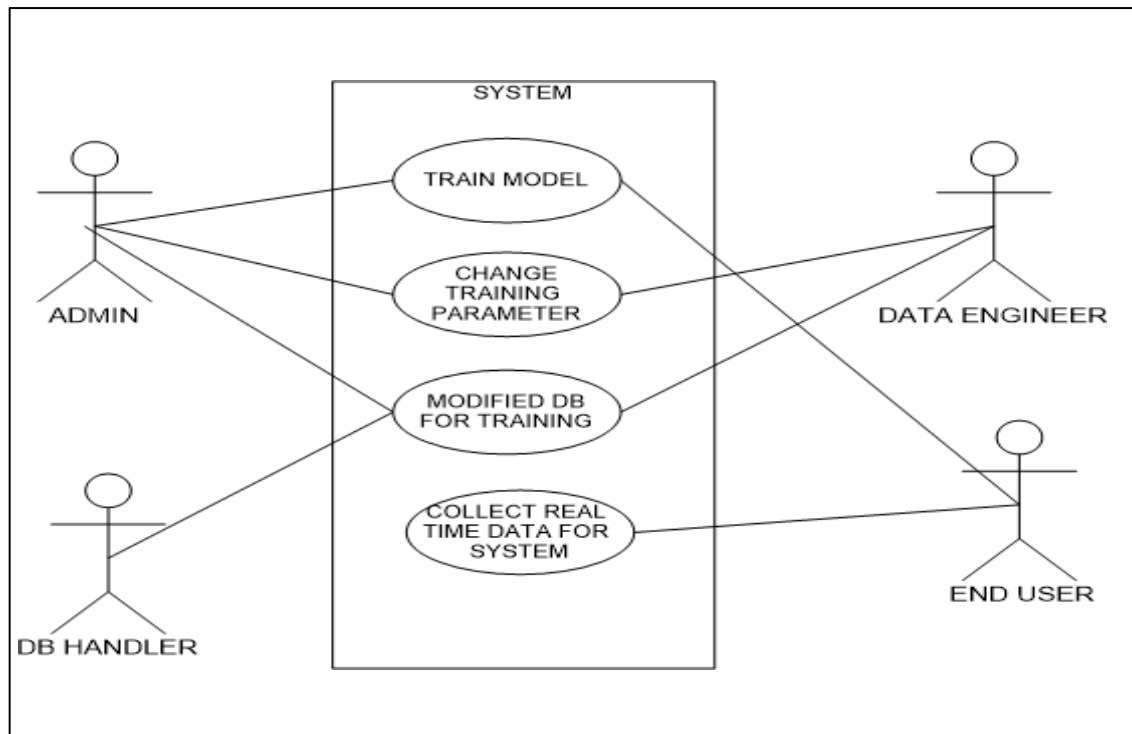 SYSTEM
TRAIN MODEL
CHANGE
TRAINING
PARAMETER
ADMIN
DATA ENGINEER
MODIFIED DB
FOR TRAINING
COLLECT REAL
TIME DATA FOR
SYSTEM
END USER
DB HANDLER